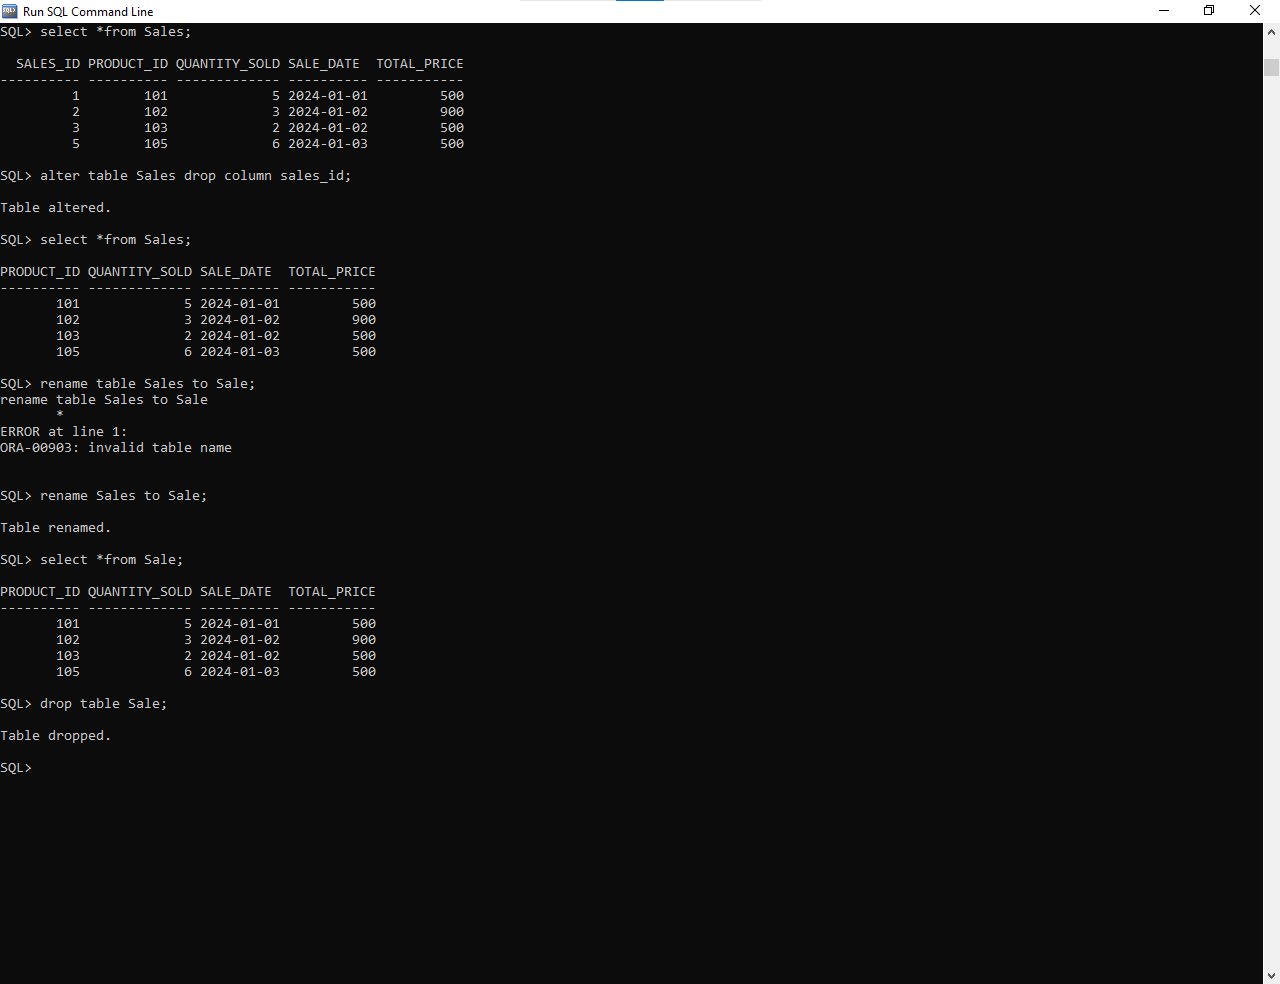 Run SQL Command Line
SQL> select *from Sales;
  SALES_ID PRODUCT_ID QUANTITY_SOLD SALE_DATE  TOTAL_PRICE
---------- ---------- ------------- ---------- -----------
         1        101             5 2024-01-01         500
         2        102             3 2024-01-02         900
         3        103             2 2024-01-02         500
         5        105             6 2024-01-03         500
SQL> alter table Sales drop column sales_id;
Table altered.
SQL> select *from Sales;
PRODUCT_ID QUANTITY_SOLD SALE_DATE  TOTAL_PRICE
---------- ------------- ---------- -----------
       101             5 2024-01-01         500
       102             3 2024-01-02         900
       103             2 2024-01-02         500
       105             6 2024-01-03         500
SQL> rename table Sales to Sale;
rename table Sales to Sale
       *
ERROR at line 1:
ORA-00903: invalid table name
SQL> rename Sales to Sale;
Table renamed.
SQL> select *from Sale;
PRODUCT_ID QUANTITY_SOLD SALE_DATE  TOTAL_PRICE
---------- ------------- ---------- -----------
       101             5 2024-01-01         500
       102             3 2024-01-02         900
       103             2 2024-01-02         500
       105             6 2024-01-03         500
SQL> drop table Sale;
Table dropped.
SQL>